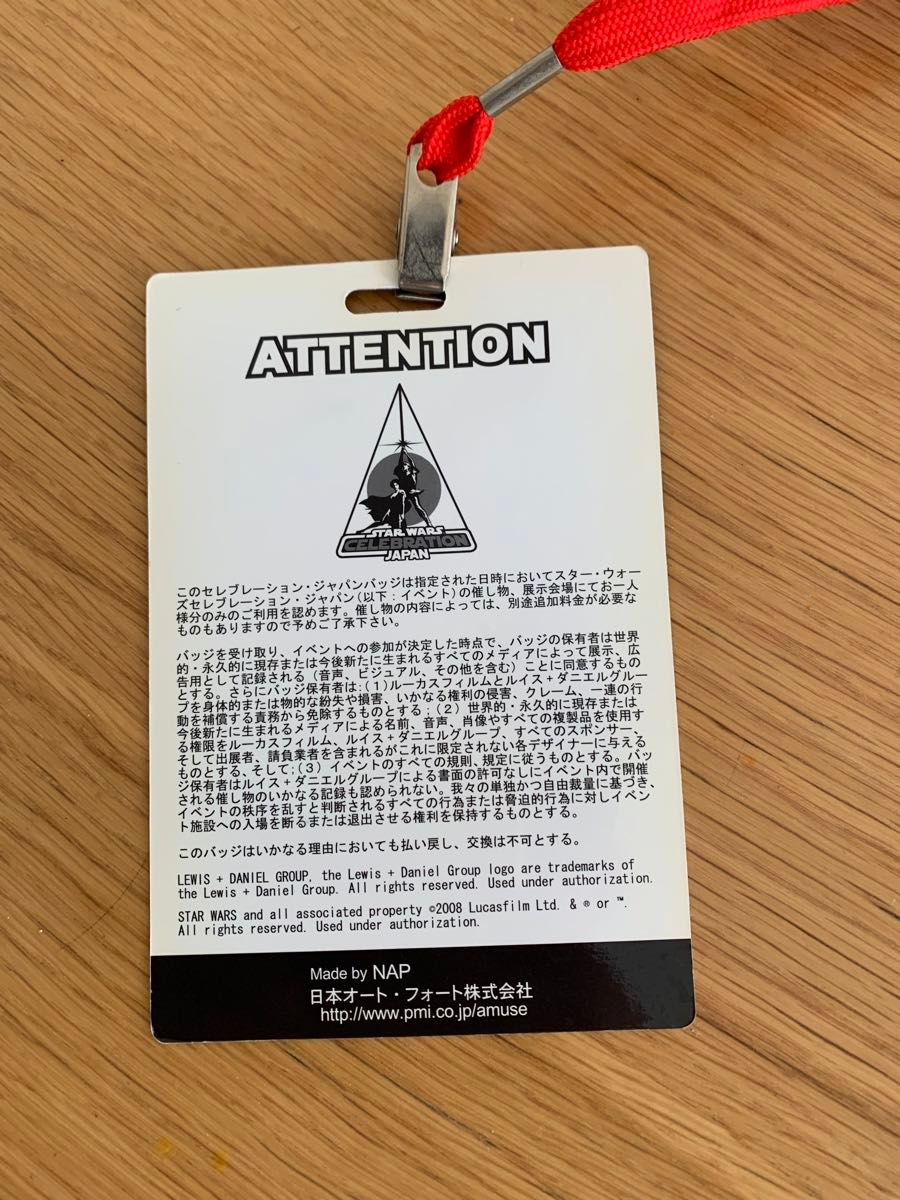 ATTENTION
STAR WARS
CELEBRATION
JAPAN
このセレブレーション・ジャパンバッジは指定された日時においてスター・ウォー
ズセレブレーション・ジャパン(以下:イベント)の催し物、展示会場にてお一人
様分のみのご利用を認めます。催し物の内容によっては、別途追加料金が必要な
ものもありますので予めご了承下さい。
バッジを受け取り、イベントへの参加が決定した時点で、バッジの保有者は世界
的・永久的に現存または今後新たに生まれるすべてのメディアによって展示、広
告用として記録される(音声、ビジュアル、その他を含む)ことに同意するもの
とする。さらにバッジ保有者は:(1)ルーカスフィルムとルイス+ダニエルグルー
プを身体的または物的な紛失や損害、いかなる権利の侵害、クレーム、一連の行
動を補償する責務から免除するものとする;(2) 世界的・永久的に現存または
今後新たに生まれるメディアによる名前、音声、肖像やすべての複製品を使用す
る権限をルーカスフィルム、ルイス+ダニエルグループ、すべてのスポンサー、
そして出展者、請負業者を含まれるがこれに限定されない各デザイナーに与える
ものとする、そして;(3) イベントのすべての規則、規定に従うものとする。バッ
ジ保有者はルイス+ダニエルグループによる書面の許可なしにイベント内で開催
される催し物のいかなる記録も認められない。我々の単独かつ自由裁量に基づき、
イベントの秩序を乱すと判断されるすべての行為または脅迫的行為に対しイベン
ト施設への入場を断るまたは退出させる権利を保持するものとする。
このバッジはいかなる理由においても払い戻し、交換は不可とする。
LEWIS + DANIEL GROUP, the Lewis + Daniel Group logo are trademarks of
the Lewis + Daniel Group. All rights reserved. Used under authorization.
STAR WARS and all associated property ©2008 Lucasfilm Ltd. & ® or ™.
All rights reserved. Used under authorization.
Made by NAP
日本オート・フォート株式会社
http://www.pmi.co.jp/amuse